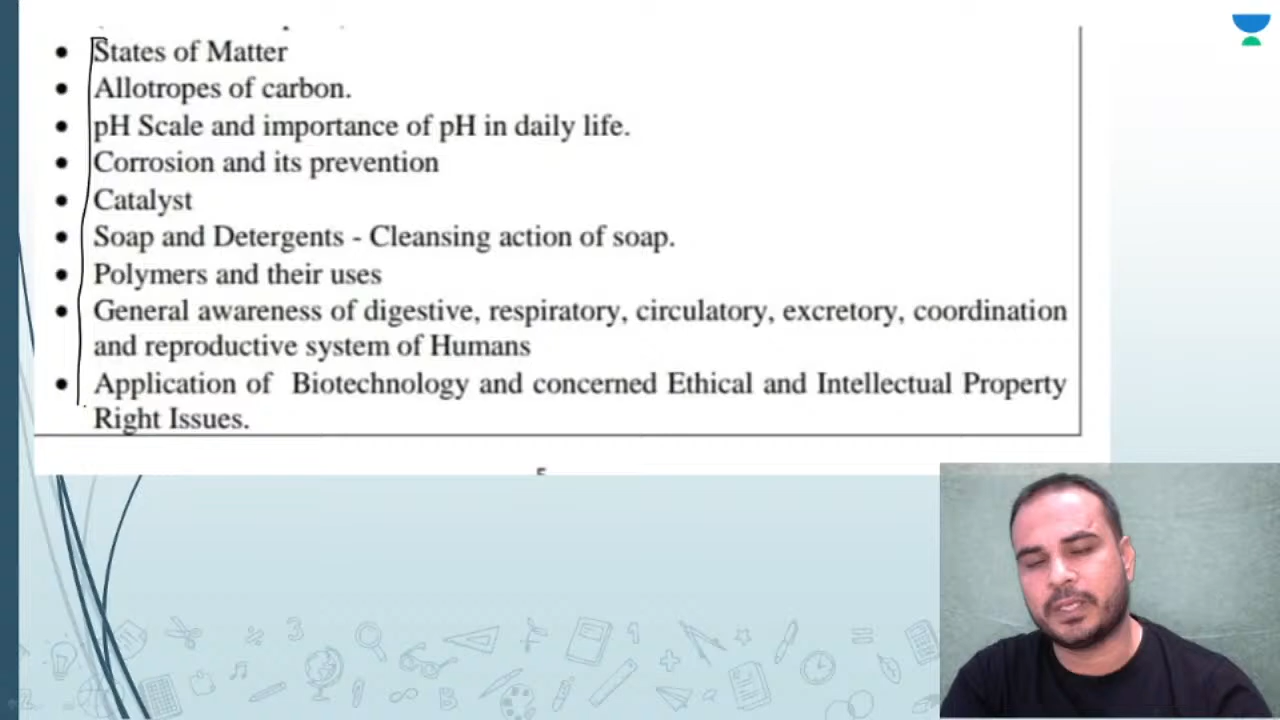 • States of Matter
• Allotropes of carbon.
• pH Scale and importance of pH in daily life.
• Corrosion and its prevention
• Catalyst
• Soap and Detergents - Cleansing action of soap.
• Polymers and their uses
• General awareness of digestive, respiratory, circulatory, excretory, coordination
and reproductive system of Humans
• Application of Biotechnology and concerned Ethical and Intellectual Property
Right Issues.